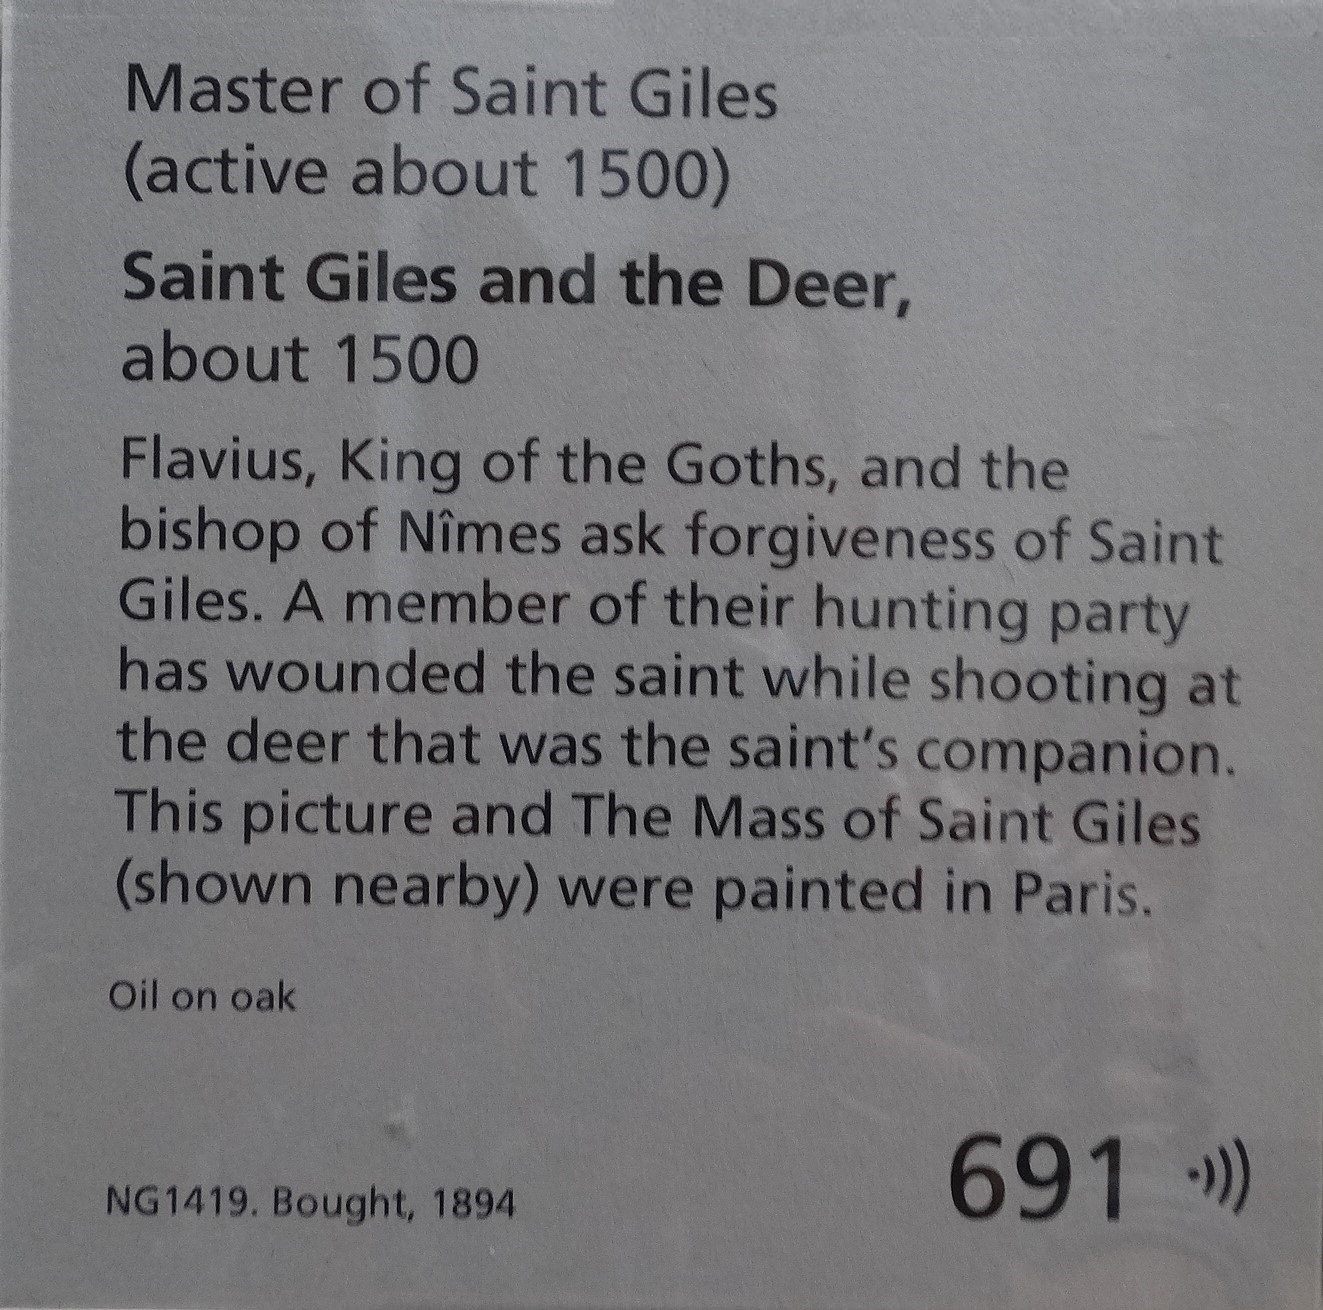 Master of Saint Giles
(active about 1500)
Saint Giles and the Deer,
about 1500
Flavius, King of the Goths, and the
bishop of Nîmes ask forgiveness of Saint
Giles. A member of their hunting party
has wounded the saint while shooting at
the deer that was the saint’s companion.
This picture and The Mass of Saint Giles
(shown nearby) were painted in Paris.
Oil on oak
NG1419. Bought, 1894
691